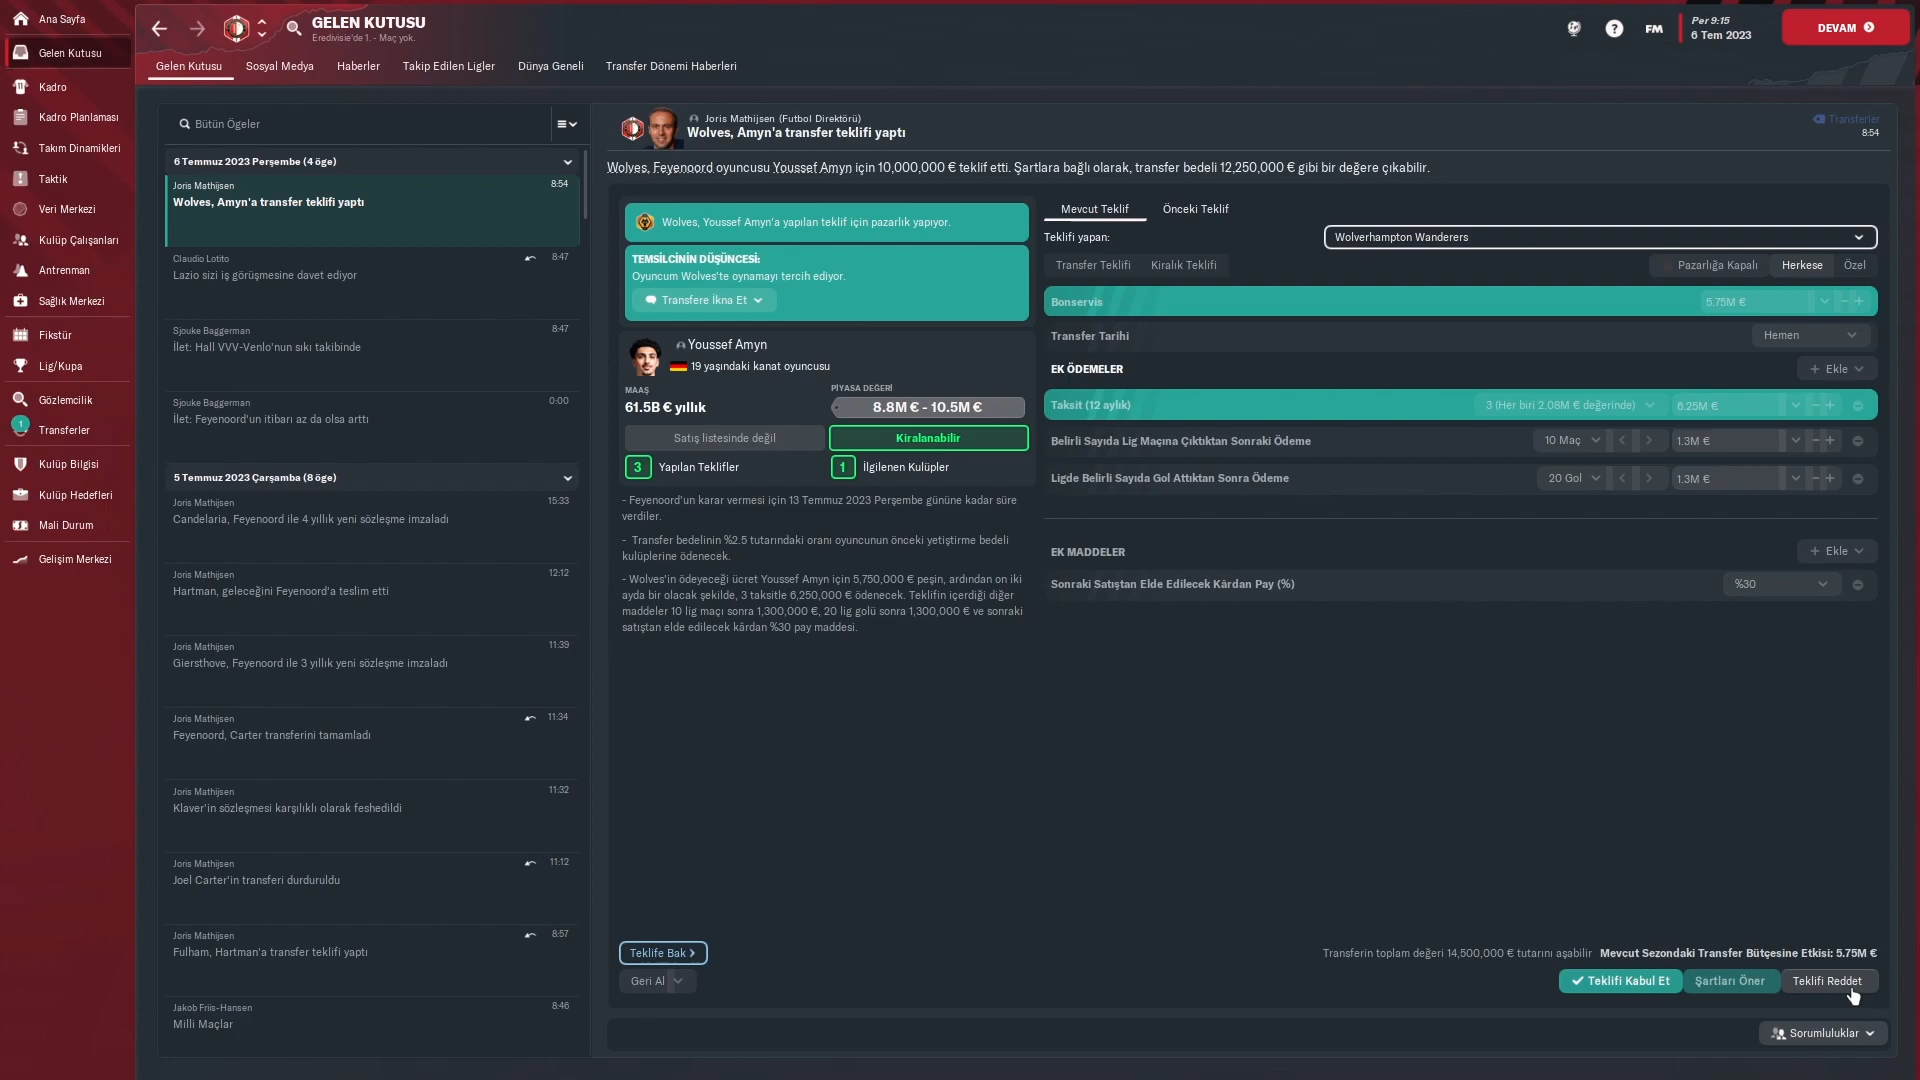 Ana Sayfa
Gelen Kutusu
Kadro
Kadro Planlaması
Takım Dinamikleri
Taktik
Veri Merkezi
Kulüp Çalışanları
Antrenman
Sağlık Merkezi
Fikstür
Lig/Kupa
Gözlemcilik
1
Transferler
Kulüp Bilgisi
Kulüp Hedefleri
Mali Durum
Gelişim Merkezi
GELEN KUTUSU
Eredivisie'de 1. - Maç yok.
FM
Per 9:15
6 Tem 2023
DEVAM
Gelen Kutusu
Sosyal Medya
Haberler
Takip Edilen Ligler
Dünya Geneli
Transfer Dönemi Haberleri
Bütün Ögeler
6 Temmuz 2023 Perşembe (4 öge)
Joris Mathijsen 8:54
Wolves, Amyn'a transfer teklifi yaptı
Claudio Lotito 8:47
Lazio sizi iş görüşmesine davet ediyor
Sjouke Baggerman 8:47
İlet: Hall VVV-Venlo'nun sıkı takibinde
Sjouke Baggerman 0:00
İlet: Feyenoord'un itibarı az da olsa arttı
5 Temmuz 2023 Çarşamba (8 öge)
Joris Mathijsen 15:33
Candelaria, Feyenoord ile 4 yıllık yeni sözleşme imzaladı
Joris Mathijsen 12:12
Hartman, geleceğini Feyenoord'a teslim etti
Joris Mathijsen 11:39
Giersthove, Feyenoord ile 3 yıllık yeni sözleşme imzaladı
Joris Mathijsen 11:34
Feyenoord, Carter transferini tamamladı
Joris Mathijsen 11:32
Klaver'in sözleşmesi karşılıklı olarak feshedildi
Joris Mathijsen 11:12
Joel Carter'in transferi durduruldu
Joris Mathijsen 8:57
Fulham, Hartman'a transfer teklifi yaptı
Jakob Friis-Hansen 8:46
Milli Maçlar
Joris Mathijsen (Futbol Direktörü)
Wolves, Amyn'a transfer teklifi yaptı
Transferler
8:54
Wolves, Feyenoord oyuncusu Youssef Amyn için 10,000,000 € teklif etti. Şartlara bağlı olarak, transfer bedeli 12,250,000 € gibi bir değere çıkabilir.
Wolves, Youssef Amyn'a yapılan teklif için pazarlık yapıyor.
TEMSİLCİNİN DÜŞÜNCESİ:
Oyuncum Wolves'te oynamayı tercih ediyor.
Transfere İkna Et
Youssef Amyn
19 yaşındaki kanat oyuncusu
MAAŞ
61.5B € yıllık
PİYASA DEĞERİ
8.8M € - 10.5M €
Satış listesinde değil
Kiralanabilir
3 Yapılan Teklifler
1 İlgilenen Kulüpler
- Feyenoord'un karar vermesi için 13 Temmuz 2023 Perşembe gününe kadar süre
verdiler.
- Transfer bedelinin %2.5 tutarındaki oranı oyuncunun önceki yetiştirme bedeli
kulüplerine ödenecek.
- Wolves'in ödeyeceği ücret Youssef Amyn için 5,750,000 € peşin, ardından on iki
ayda bir olacak şekilde, 3 taksitle 6,250,000 € ödenecek. Teklifin içerdiği diğer
maddeler 10 lig maçı sonra 1,300,000 €, 20 lig golü sonra 1,300,000 € ve sonraki
satıştan elde edilecek kârdan %30 pay maddesi.
Mevcut Teklif
Önceki Teklif
Teklifi yapan:
Wolverhampton Wanderers
Transfer Teklifi
Kiralık Teklifi
Pazarlığa Kapalı
Herkese
Özel
Bonservis 5.75M €
Transfer Tarihi Hemen
EK ÖDEMELER + Ekle
Taksit (12 aylık) 3 (Her biri 2.08M € değerinde) 6.25M €
Belirli Sayıda Lig Maçına Çıktıktan Sonraki Ödeme 10 Maç 1.3M €
Ligde Belirli Sayıda Gol Attıktan Sonra Ödeme 20 Gol 1.3M €
EK MADDELER + Ekle
Sonraki Satıştan Elde Edilecek Kârdan Pay (%) %30
Teklife Bak
Geri Al
Transferin toplam değeri 14,500,000 € tutarını aşabilir Mevcut Sezondaki Transfer Bütçesine Etkisi: 5.75M €
Teklifi Kabul Et
Şartları Öner
Teklifi Reddet
Sorumluluklar